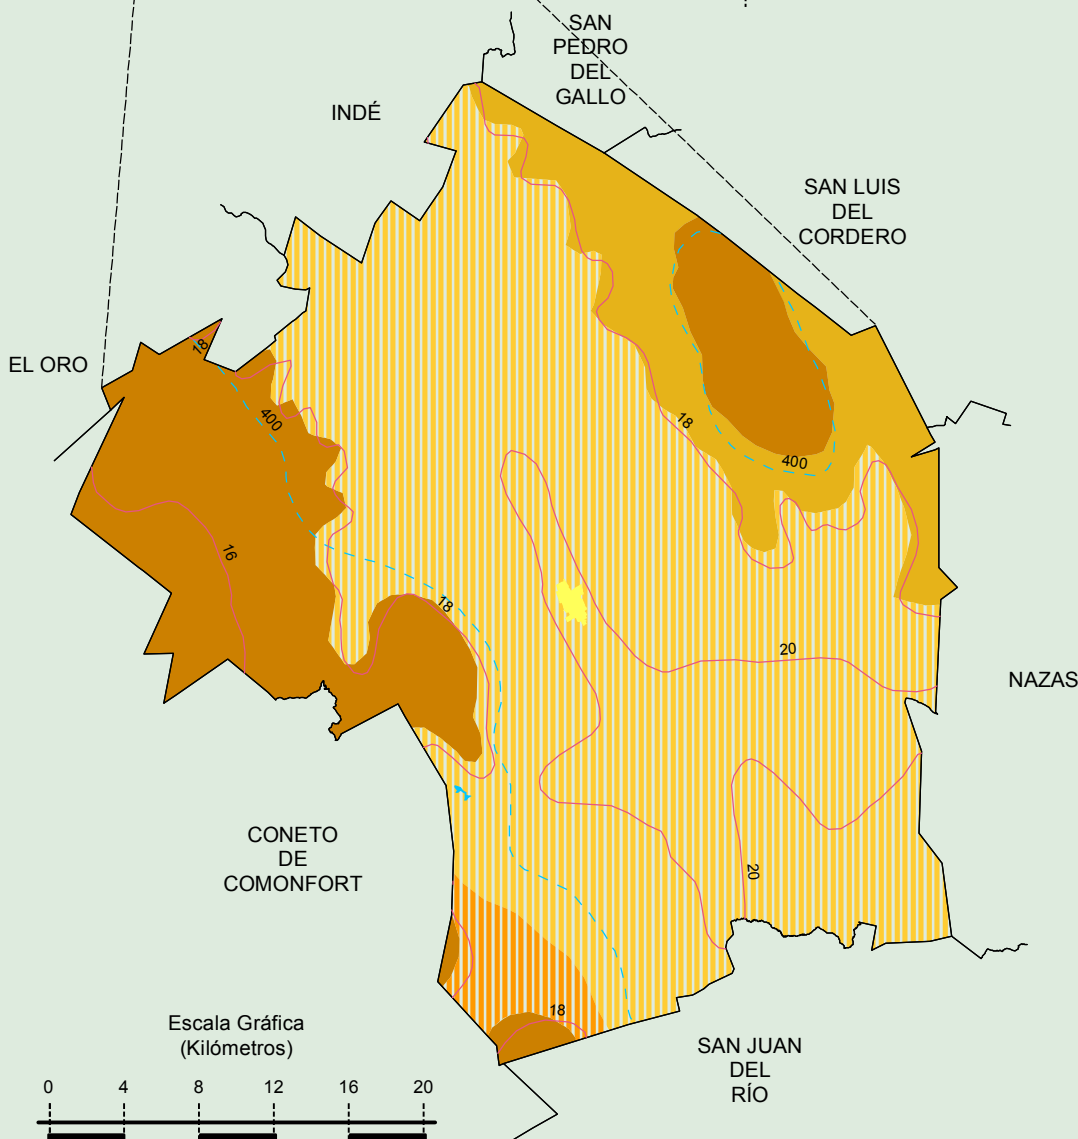 SAN
PEDRO
DEL
GALLO
INDÉ
SAN LUIS
DEL
CORDERO
18
EL ORO
400
18
400
16
18
20
NAZAS
CONETO
DE
COMONFORT
20
18
Escala Gráfica
(Kilómetros)
SAN JUAN
DEL
RÍO
0 4 8 12 16 20